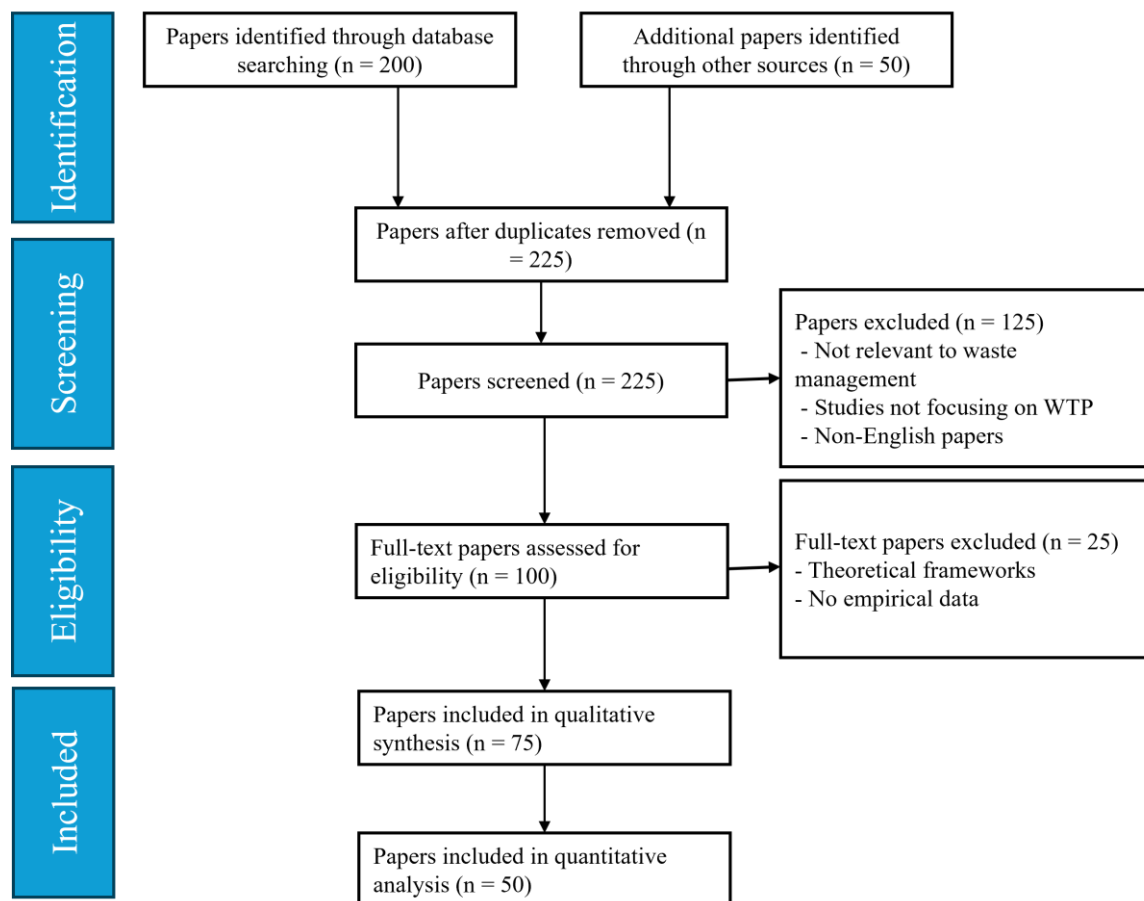 Identification
Papers identified through database
searching (n = 200)
Additional papers identified
through other sources (n = 50)
Papers after duplicates removed (n
= 225)
Screening
Papers screened (n = 225)
Papers excluded (n = 125)
- Not relevant to waste
management
- Studies not focusing on WTP
- Non-English papers
Eligibility
Full-text papers assessed for
eligibility (n = 100)
Full-text papers excluded (n = 25)
- Theoretical frameworks
- No empirical data
Included
Papers included in qualitative
synthesis (n = 75)
Papers included in quantitative
analysis (n = 50)